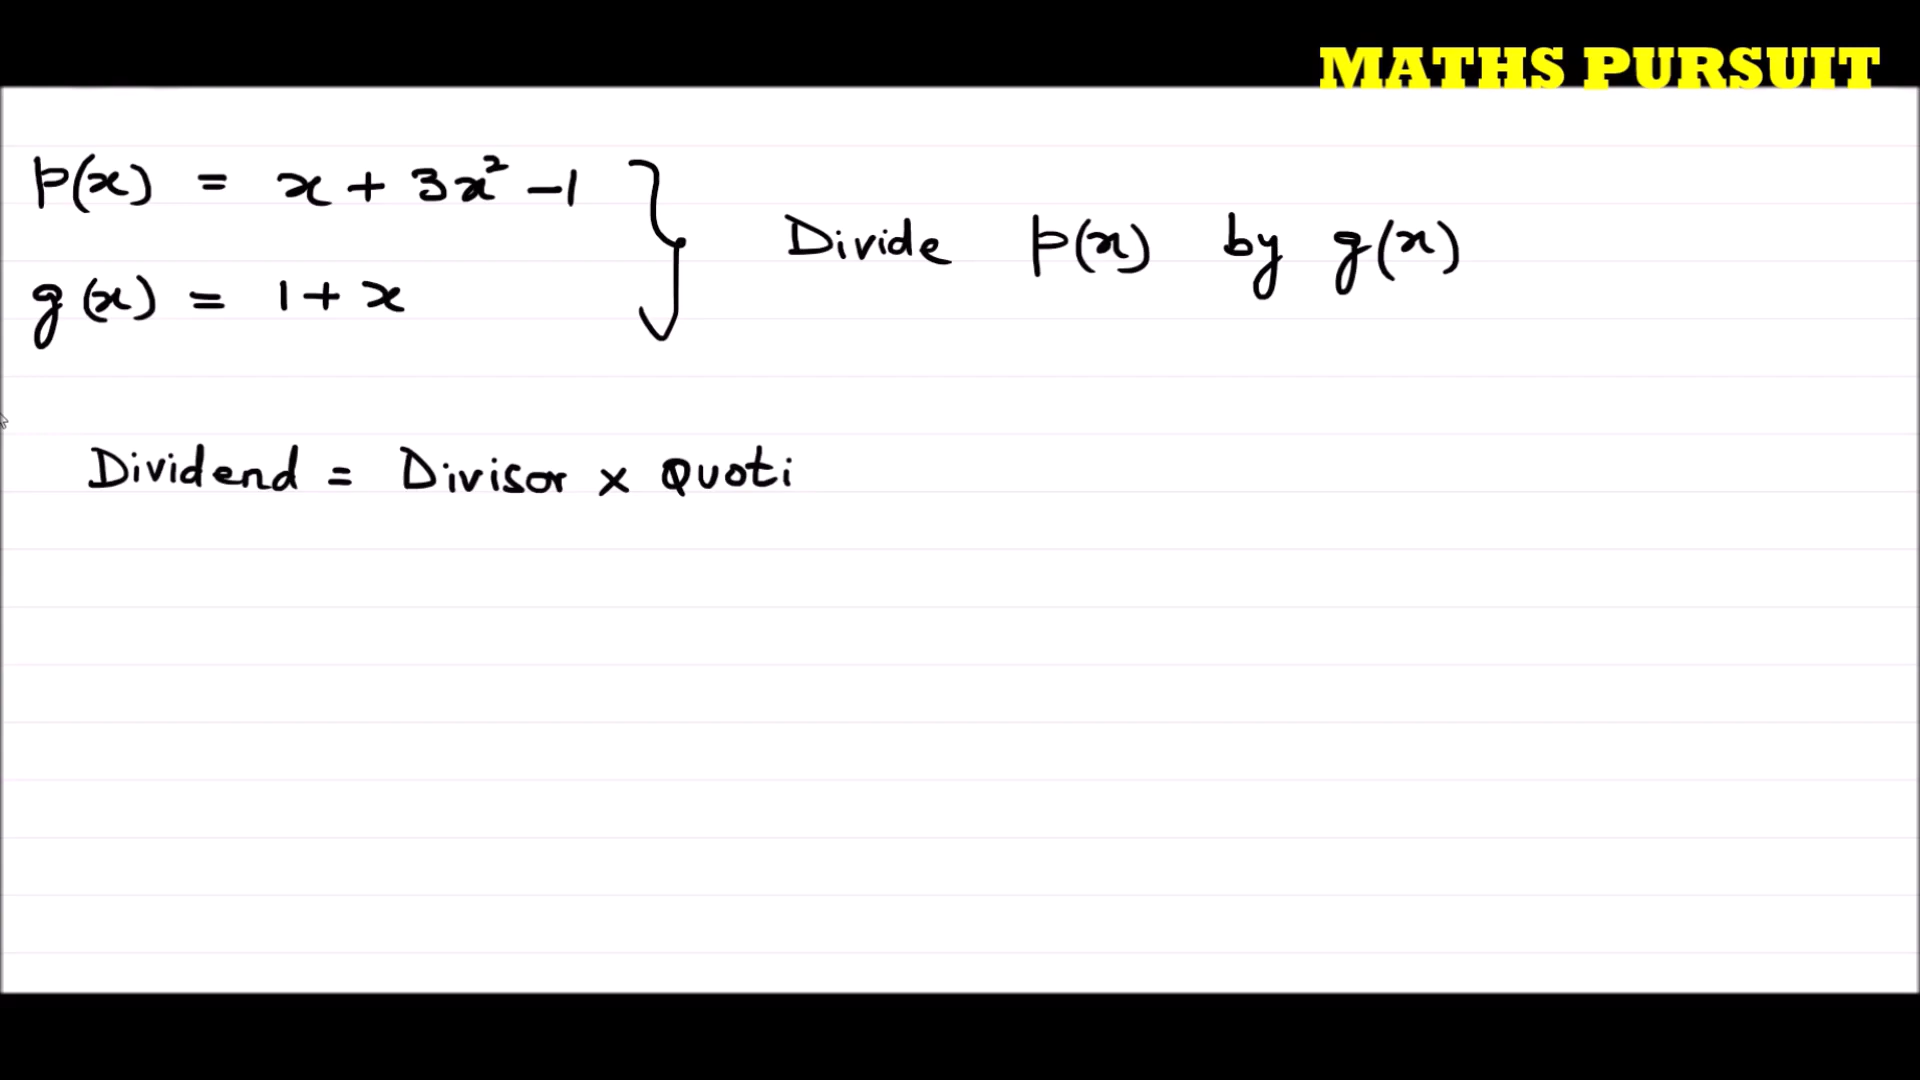 MATHS PURSUIT
p(x) = x + 3x² - 1
g(x) = 1 + x
Divide p(x) by g(x)
Dividend = Divisor × Quoti